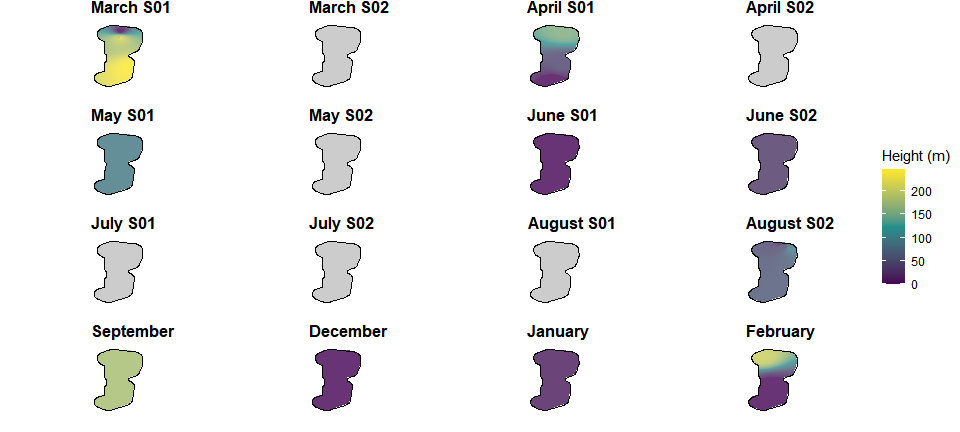 March S01
March S02
April S01
April S02
May S01
May S02
June S01
June S02
Height (m)
200
150
100
50
0
July S01
July S02
August S01
August S02
September
December
January
February